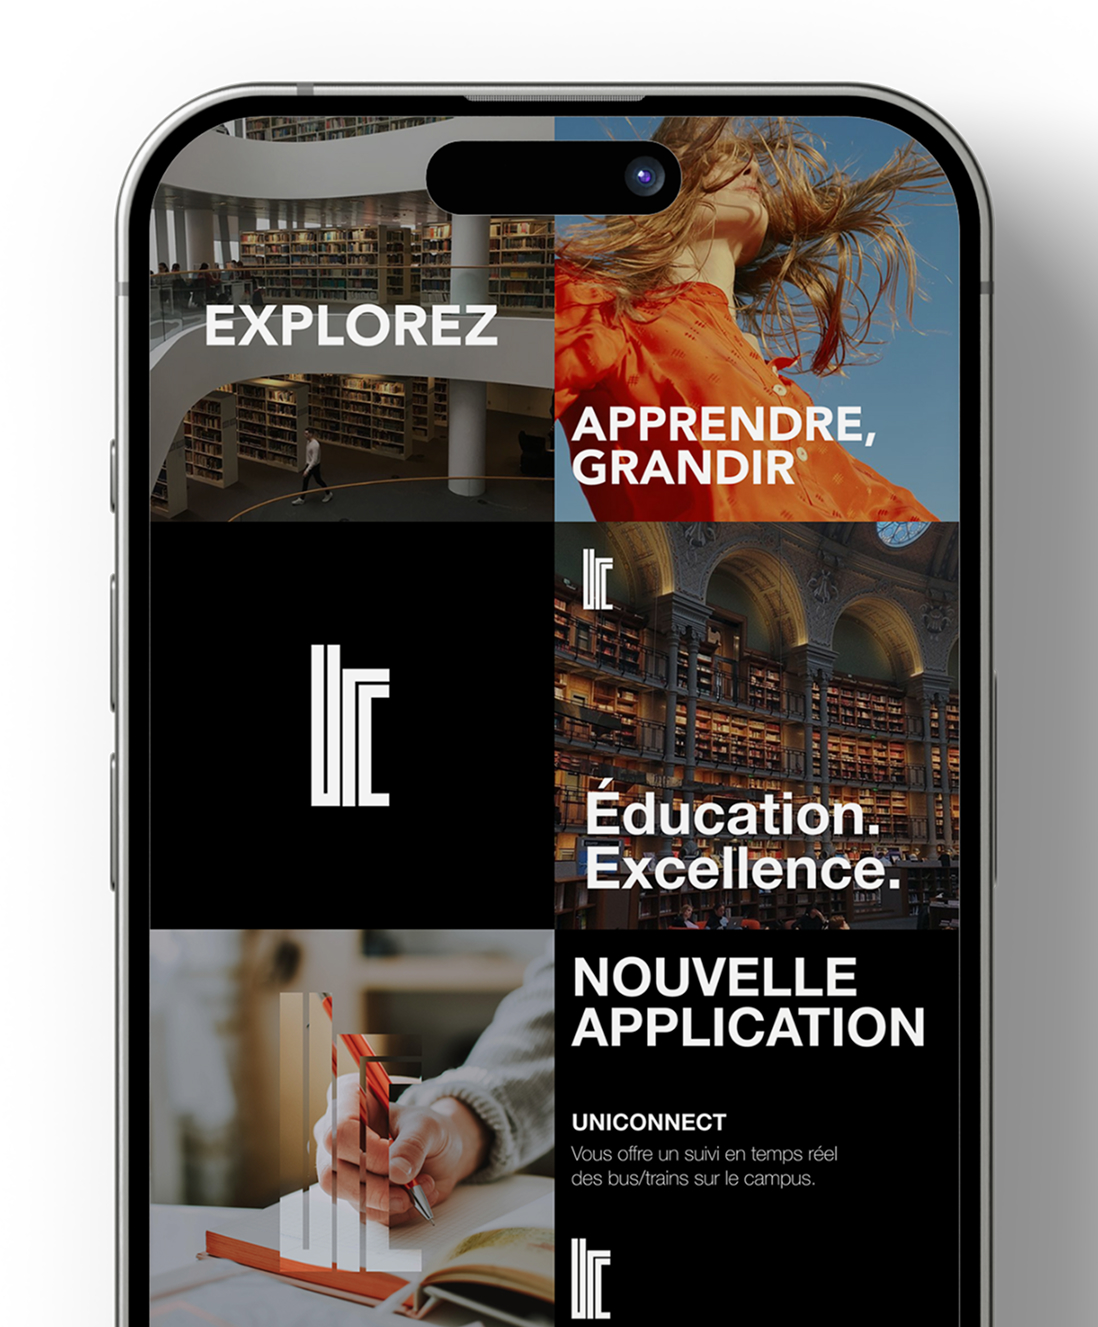 EXPLOREZ
APPRENDRE,
GRANDIR
Éducation.
Excellence.
NOUVELLE
APPLICATION
UNICONNECT
Vous offre un suivi en temps réel
des bus/trains sur le campus.